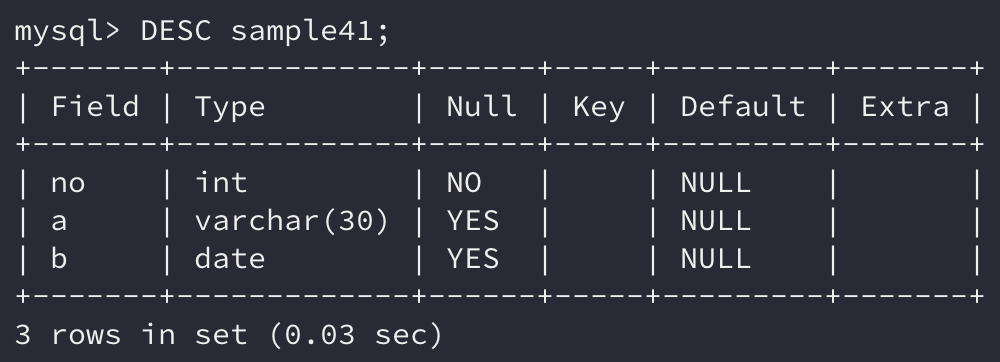 mysql> DESC sample41;
+-------+-------------+------+-----+---------+-------+
| Field | Type        | Null | Key | Default | Extra |
+-------+-------------+------+-----+---------+-------+
| no    | int         | NO   |     | NULL    |       |
| a     | varchar(30) | YES  |     | NULL    |       |
| b     | date        | YES  |     | NULL    |       |
+-------+-------------+------+-----+---------+-------+
3 rows in set (0.03 sec)